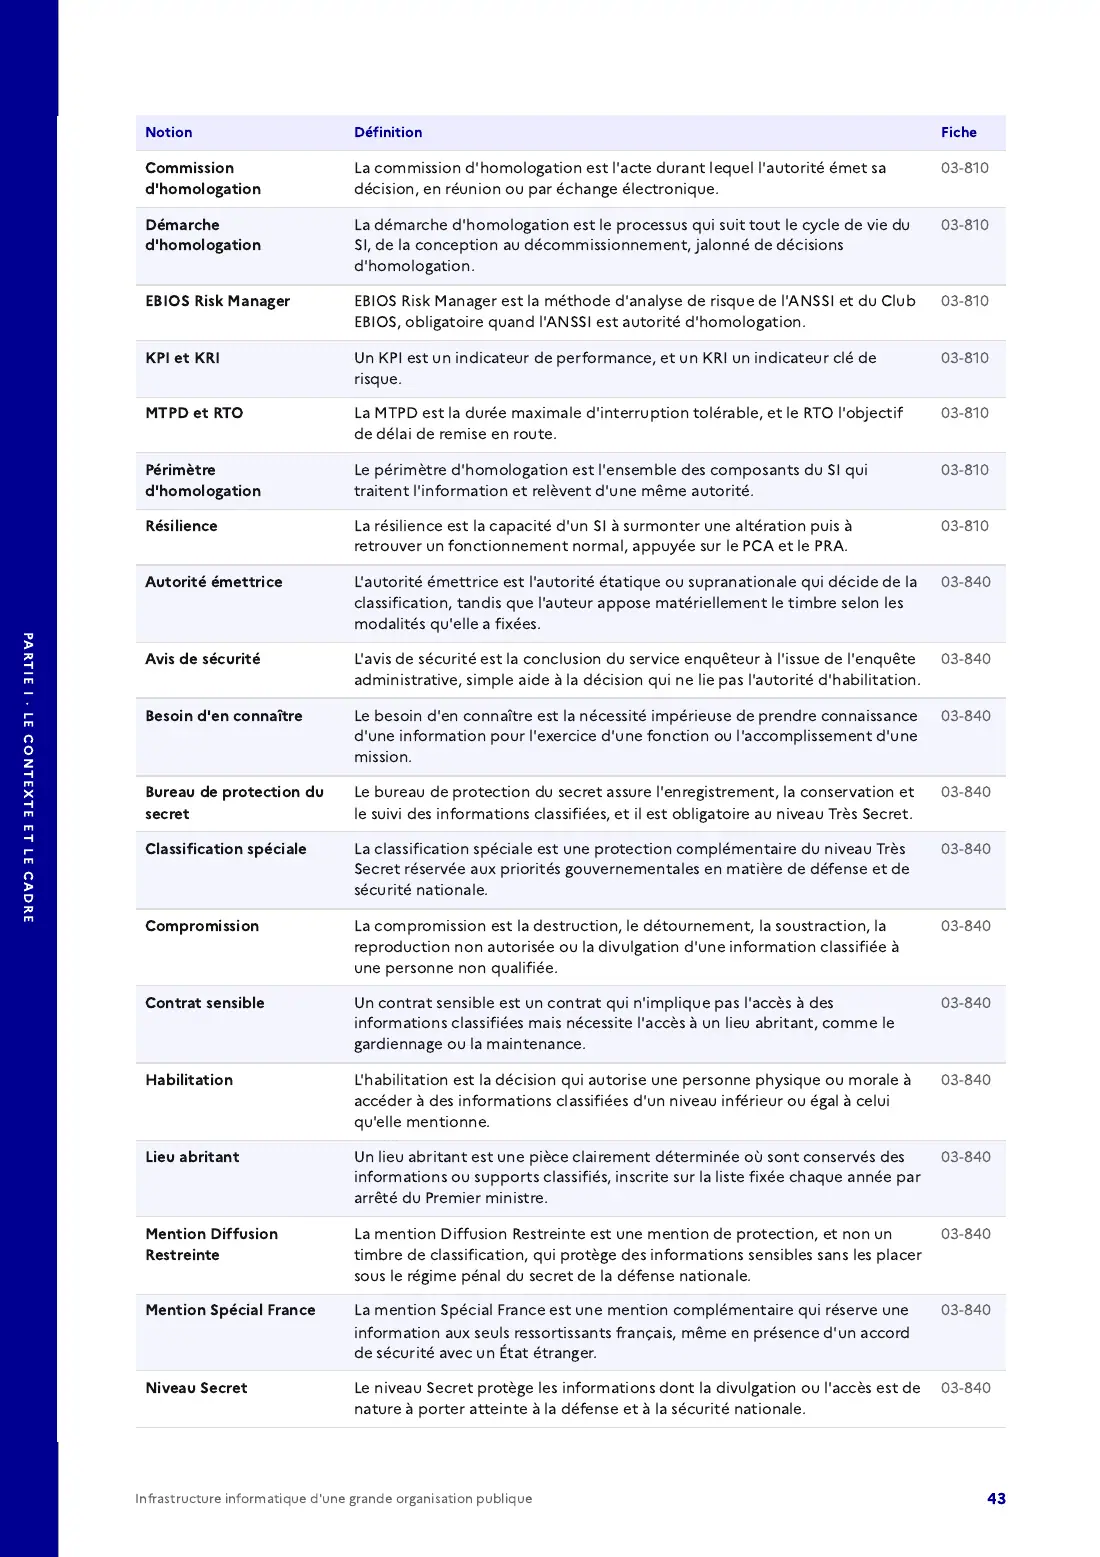 Notion Définition Fiche
Commission La commission d'homologation est l'acte durant lequel l'autorité émet sa 03-810
d'homologation décision, en réunion ou par échange électronique.
Démarche La démarche d'homologation est le processus qui suit tout le cycle de vie du 03-810
d'homologation SI, de la conception au décommissionnement, jalonné de décisions
d'homologation.
EBIOS Risk Manager EBIOS Risk Manager est la méthode d'analyse de risque de l'ANSSI et du Club 03-810
EBIOS, obligatoire quand l'ANSSI est autorité d'homologation.
KPI et KRI Un KPI est un indicateur de performance, et un KRI un indicateur clé de 03-810
risque.
MTPD et RTO La MTPD est la durée maximale d'interruption tolérable, et le RTO l'objectif 03-810
de délai de remise en route.
Périmètre Le périmètre d'homologation est l'ensemble des composants du SI qui 03-810
d'homologation traitent l'information et relèvent d'une même autorité.
Résilience La résilience est la capacité d'un SI à surmonter une altération puis à 03-810
retrouver un fonctionnement normal, appuyée sur le PCA et le PRA.
Autorité émettrice L'autorité émettrice est l'autorité étatique ou supranationale qui décide de la 03-840
classification, tandis que l'auteur appose matériellement le timbre selon les
modalités qu'elle a fixées.
Avis de sécurité L'avis de sécurité est la conclusion du service enquêteur à l'issue de l'enquête 03-840
administrative, simple aide à la décision qui ne lie pas l'autorité d'habilitation.
Besoin d'en connaître Le besoin d'en connaître est la nécessité impérieuse de prendre connaissance 03-840
d'une information pour l'exercice d'une fonction ou l'accomplissement d'une
mission.
Bureau de protection du Le bureau de protection du secret assure l'enregistrement, la conservation et 03-840
secret le suivi des informations classifiées, et il est obligatoire au niveau Très Secret.
Classification spéciale La classification spéciale est une protection complémentaire du niveau Très 03-840
Secret réservée aux priorités gouvernementales en matière de défense et de
sécurité nationale.
Compromission La compromission est la destruction, le détournement, la soustraction, la 03-840
reproduction non autorisée ou la divulgation d'une information classifiée à
une personne non qualifiée.
Contrat sensible Un contrat sensible est un contrat qui n'implique pas l'accès à des 03-840
informations classifiées mais nécessite l'accès à un lieu abritant, comme le
gardiennage ou la maintenance.
Habilitation L'habilitation est la décision qui autorise une personne physique ou morale à 03-840
accéder à des informations classifiées d'un niveau inférieur ou égal à celui
qu'elle mentionne.
Lieu abritant Un lieu abritant est une pièce clairement déterminée où sont conservés des 03-840
informations ou supports classifiés, inscrite sur la liste fixée chaque année par
arrêté du Premier ministre.
Mention Diffusion La mention Diffusion Restreinte est une mention de protection, et non un 03-840
Restreinte timbre de classification, qui protège des informations sensibles sans les placer
sous le régime pénal du secret de la défense nationale.
Mention Spécial France La mention Spécial France est une mention complémentaire qui réserve une 03-840
information aux seuls ressortissants français, même en présence d'un accord
de sécurité avec un État étranger.
Niveau Secret Le niveau Secret protège les informations dont la divulgation ou l'accès est de 03-840
nature à porter atteinte à la défense et à la sécurité nationale.
PARTIE I · LE CONTEXTE ET LE CADRE
Infrastructure informatique d'une grande organisation publique 43